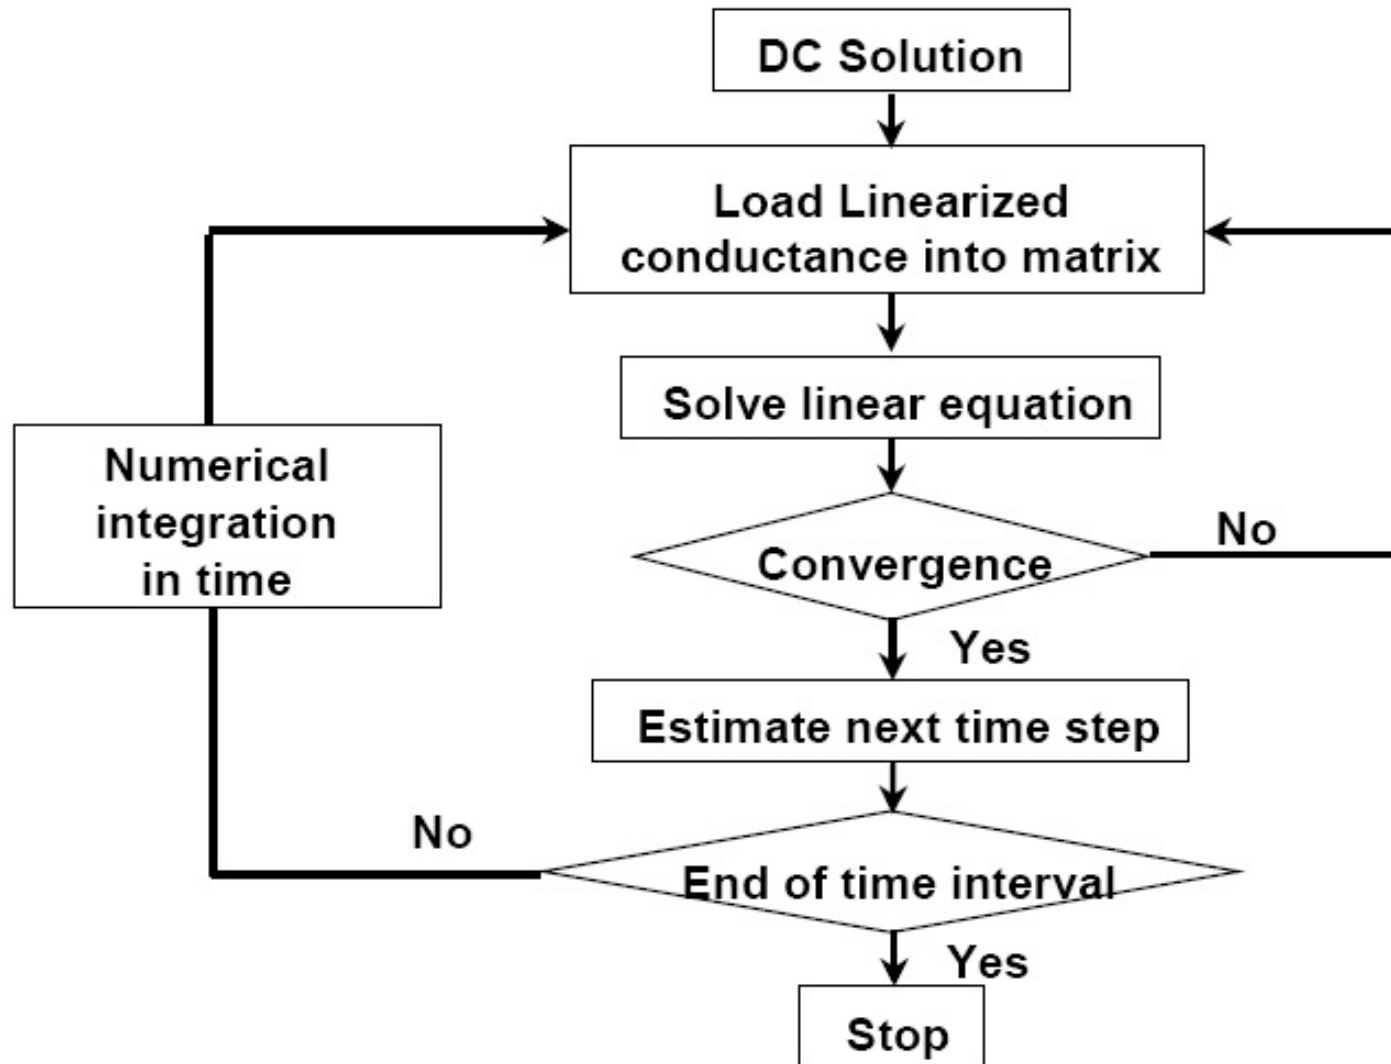 DC Solution
Load Linearized
conductance into matrix
Solve linear equation
Numerical
integration
in time
Convergence
No
Yes
Estimate next time step
No
End of time interval
Yes
Stop